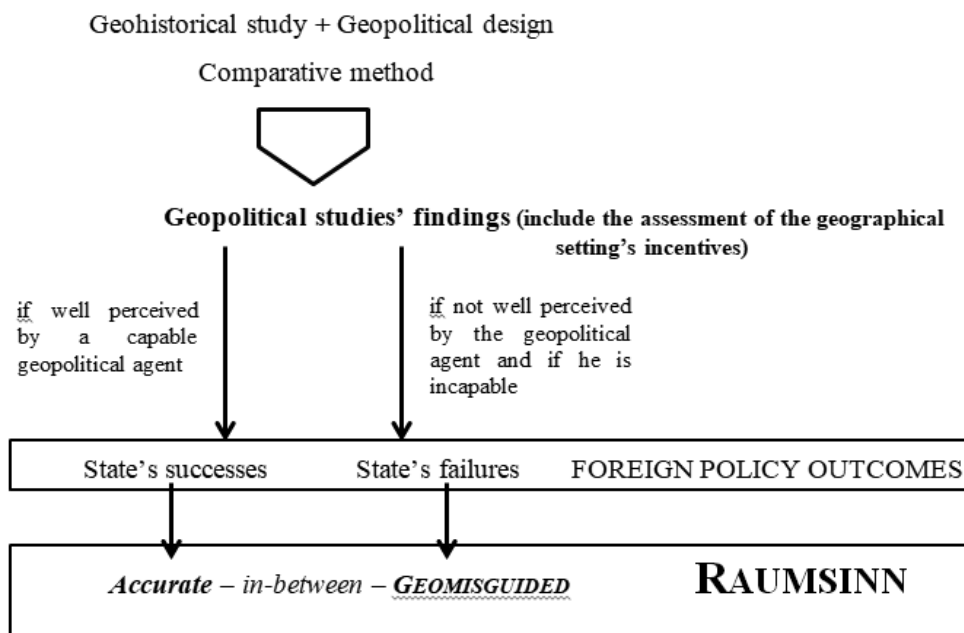 Geohistorical study + Geopolitical design
Comparative method
Geopolitical studies’ findings (include the assessment of the geographical
setting’s incentives)
if well perceived
by a capable
geopolitical agent
if not well perceived
by the geopolitical
agent and if he is
incapable
State’s successes State’s failures FOREIGN POLICY OUTCOMES
Accurate – in-between – GEOMISGUIDED RAUMSINN